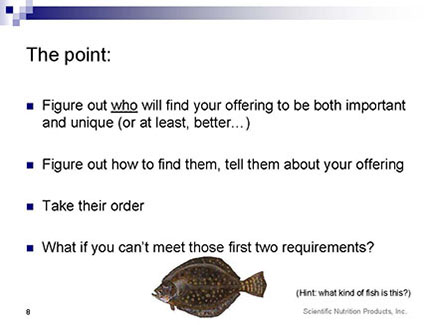 The point:
Figure out who will find your offering to be both important
and unique (or at least, better…)
Figure out how to find them, tell them about your offering
Take their order
What if you can't meet those first two requirements?
(Hint: what kind of fish is this?)
8
Scientific Nutrition Products, Inc.